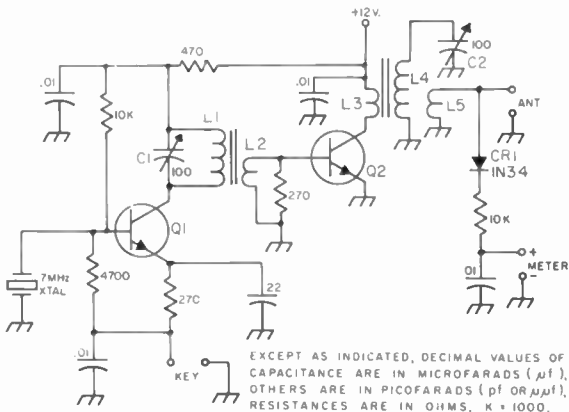 +12V.
470
.01
.01
10K
L1
L2
L3
L4
L5
100
C2
ANT
C1
100
Q2
CR1
1N34
270
Q1
10K
7MHz
XTAL
4700
270
.22
+
METER
-
.01
.01
KEY
EXCEPT AS INDICATED, DECIMAL VALUES OF
CAPACITANCE ARE IN MICROFARADS (µf),
OTHERS ARE IN PICOFARADS (pf OR µµf),
RESISTANCES ARE IN OHMS, K = 1000.